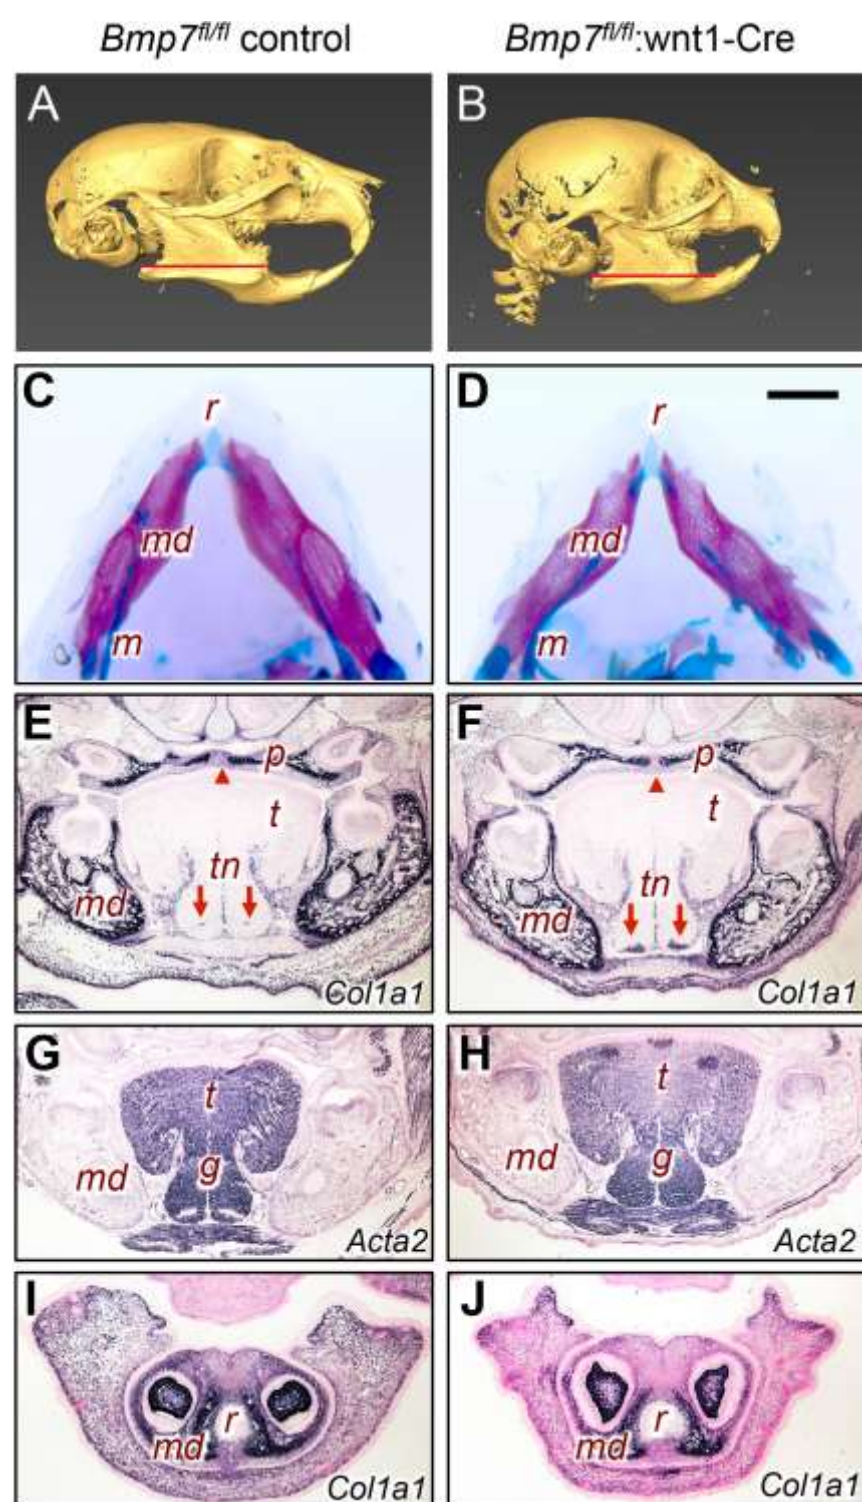 Bmp7fl/fl control
Bmp7fl/fl:wnt1-Cre
A
B
C
r
md
m
D
r
md
m
E
p
t
tn
md
Col1a1
F
p
t
tn
md
Col1a1
G
t
g
md
Acta2
H
t
g
md
Acta2
I
r
md
Col1a1
J
r
md
Col1a1